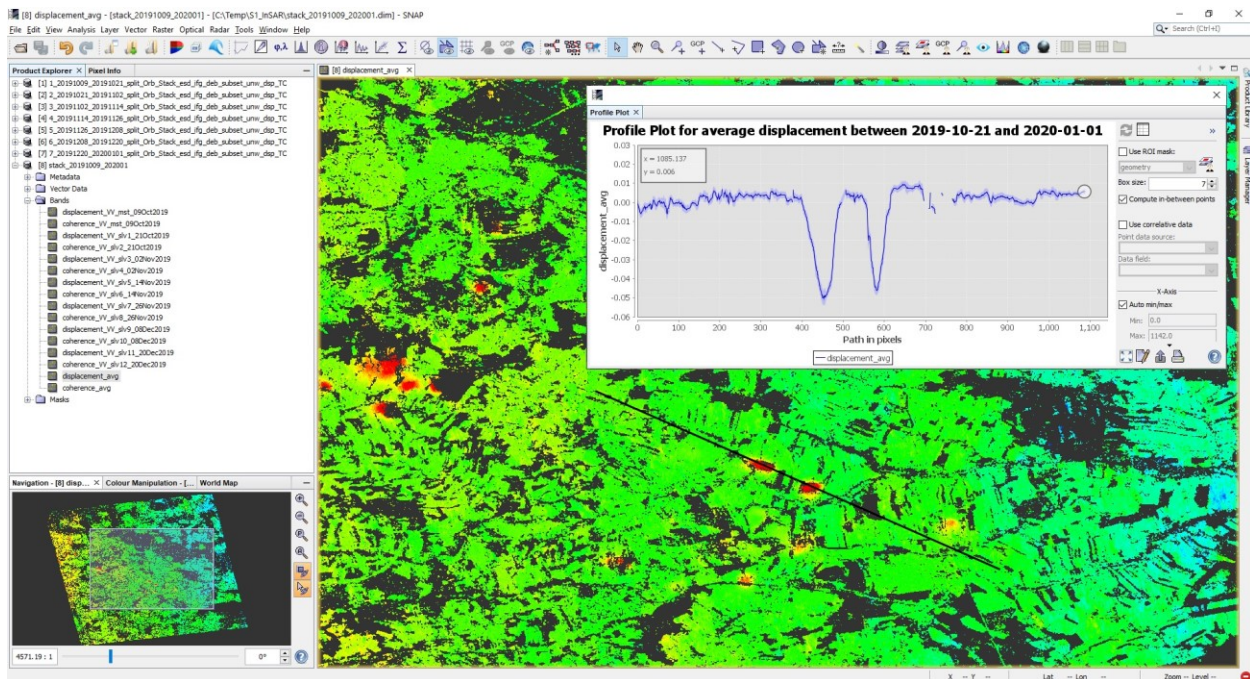 [8] displacement_avg - [stack_20191009_202001] - [C:\Temp\S1_InSAR\stack_20191009_202001.dim] - SNAP
File Edit View Analysis Layer Vector Raster Optical Radar Tools Window Help
Search (Ctrl+I)
GCP
GCP
Product Explorer Pixel Info
[8] displacement_avg
[1] 1_20191009_20191021_split_Orb_Stack_esd_ifg_deb_subset_unw_dsp_TC
[2] 2_20191021_20191102_split_Orb_Stack_esd_ifg_deb_subset_unw_dsp_TC
[3] 3_20191102_20191114_split_Orb_Stack_esd_ifg_deb_subset_unw_dsp_TC
[4] 4_20191114_20191126_split_Orb_Stack_esd_ifg_deb_subset_unw_dsp_TC
[5] 5_20191126_20191208_split_Orb_Stack_esd_ifg_deb_subset_unw_dsp_TC
[6] 6_20191208_20191220_split_Orb_Stack_esd_ifg_deb_subset_unw_dsp_TC
[7] 7_20191220_20200101_split_Orb_Stack_esd_ifg_deb_subset_unw_dsp_TC
[8] stack_20191009_202001
Metadata
Vector Data
Bands
displacement_VV_mst_09Oct2019
coherence_VV_mst_09Oct2019
displacement_VV_slv1_21Oct2019
coherence_VV_slv2_21Oct2019
displacement_VV_slv3_02Nov2019
coherence_VV_slv4_02Nov2019
displacement_VV_slv5_14Nov2019
coherence_VV_slv6_14Nov2019
displacement_VV_slv7_26Nov2019
coherence_VV_slv8_26Nov2019
displacement_VV_slv9_08Dec2019
coherence_VV_slv10_08Dec2019
displacement_VV_slv11_20Dec2019
coherence_VV_slv12_20Dec2019
displacement_avg
coherence_avg
Masks
Profile Plot
Profile Plot for average displacement between 2019-10-21 and 2020-01-01
x = 1085.137
y = 0.006
0.03
0.02
0.01
0.00
-0.01
-0.02
-0.03
-0.04
-0.05
-0.06
displacement_avg
0 100 200 300 400 500 600 700 800 900 1,000 1,100
Path in pixels
displacement_avg
Use ROI mask:
geometry
Box size: 7
Compute in-between points
Use correlative data
Point data source:
Data field:
X-Axis
Auto min/max
Min: 0.0
Max: 1142.0
Product Library
Layer Manager
Navigation - [8] disp... Colour Manipulation - [... World Map
4571.19 : 1
0°
X -- Y -- Lat -- Lon -- Zoom -- Level --